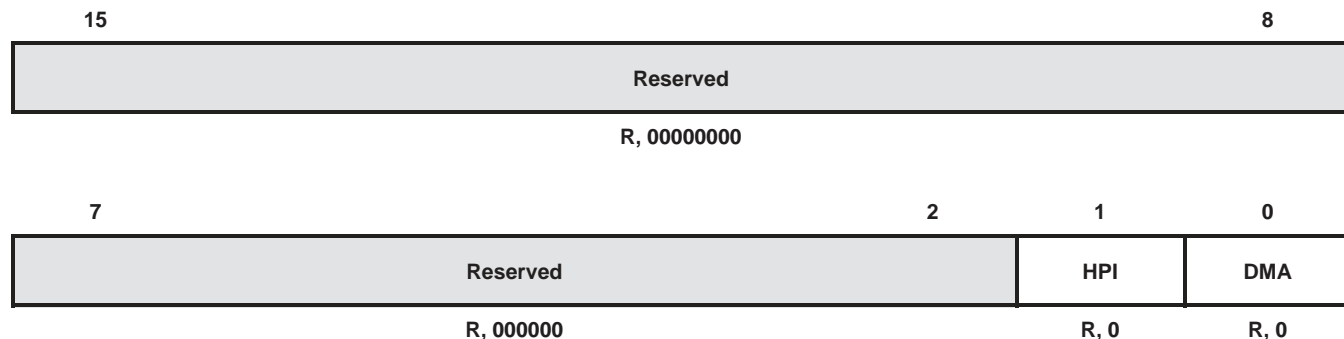 15 8
Reserved
R, 00000000
7 2 1 0
Reserved HPI DMA
R, 000000 R, 0 R, 0